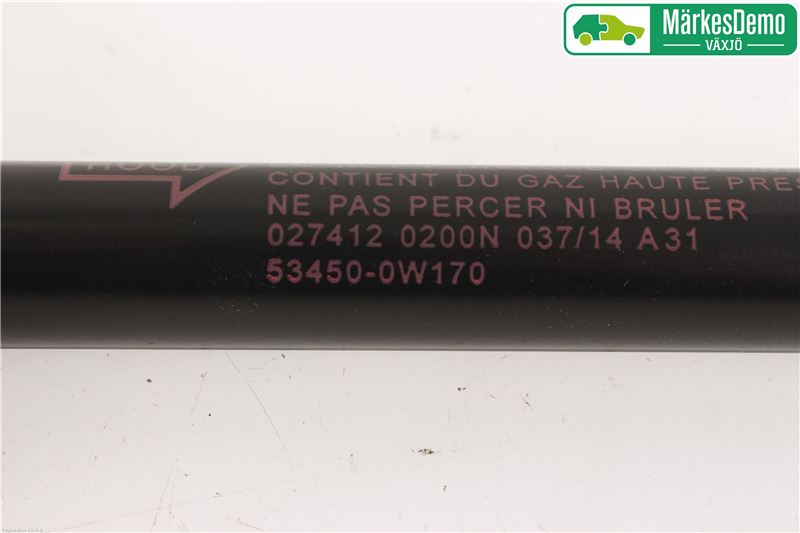 MärkesDemo
VÄXJÖ
HOOD
CONTIENT DU GAZ HAUTE PRES
NE PAS PERCER NI BRULER
027412 0200N 037/14 A31
53450-0W170